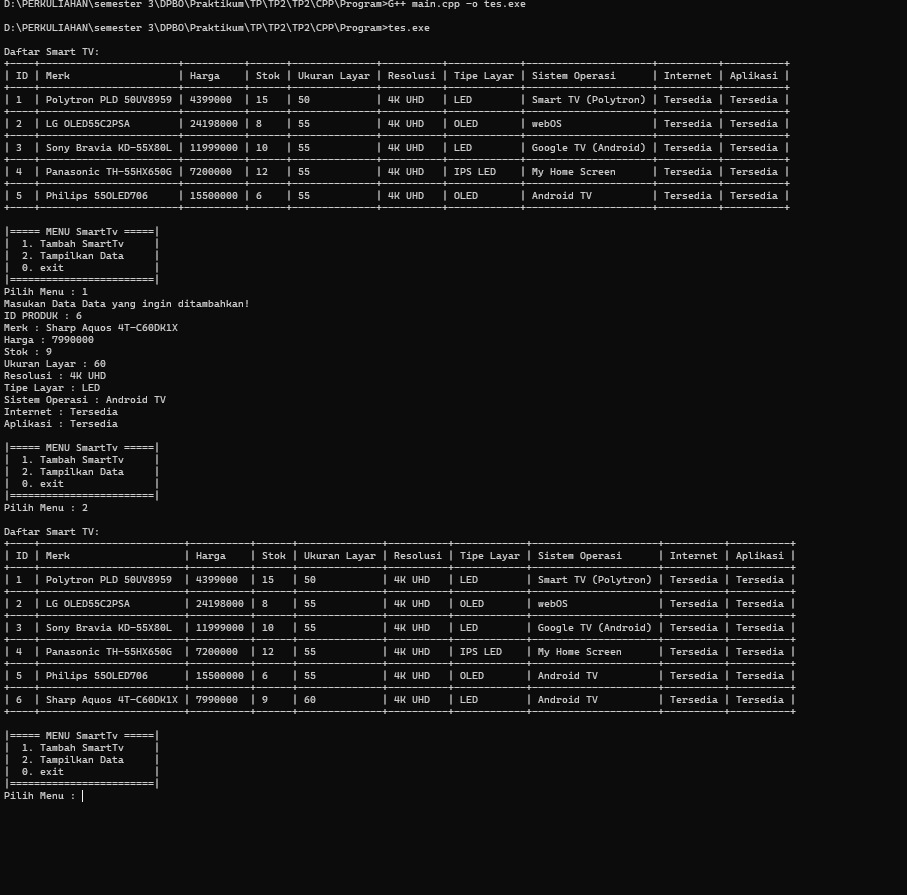 D:\PERKULIAHAN\semester 3\DPBO\Praktikum\TP\TP2\TP2\CPP\Program>G++ main.cpp -o tes.exe
D:\PERKULIAHAN\semester 3\DPBO\Praktikum\TP\TP2\TP2\CPP\Program>tes.exe
Daftar Smart TV:
| ID | Merk | Harga | Stok | Ukuran Layar | Resolusi | Tipe Layar | Sistem Operasi | Internet | Aplikasi |
| 1 | Polytron PLD 50UV8959 | 4399000 | 15 | 50 | 4K UHD | LED | Smart TV (Polytron) | Tersedia | Tersedia |
| 2 | LG OLED55C2PSA | 24198000 | 8 | 55 | 4K UHD | OLED | webOS | Tersedia | Tersedia |
| 3 | Sony Bravia KD-55X80L | 11999000 | 10 | 55 | 4K UHD | LED | Google TV (Android) | Tersedia | Tersedia |
| 4 | Panasonic TH-55HX650G | 7200000 | 12 | 55 | 4K UHD | IPS LED | My Home Screen | Tersedia | Tersedia |
| 5 | Philips 55OLED706 | 15500000 | 6 | 55 | 4K UHD | OLED | Android TV | Tersedia | Tersedia |
|===== MENU SmartTv =====|
| 1. Tambah SmartTv |
| 2. Tampilkan Data |
| 0. exit |
|========================|
Pilih Menu : 1
Masukan Data Data yang ingin ditambahkan!
ID PRODUK : 6
Merk : Sharp Aquos 4T-C60DK1X
Harga : 7990000
Stok : 9
Ukuran Layar : 60
Resolusi : 4K UHD
Tipe Layar : LED
Sistem Operasi : Android TV
Internet : Tersedia
Aplikasi : Tersedia
|===== MENU SmartTv =====|
| 1. Tambah SmartTv |
| 2. Tampilkan Data |
| 0. exit |
|========================|
Pilih Menu : 2
Daftar Smart TV:
| ID | Merk | Harga | Stok | Ukuran Layar | Resolusi | Tipe Layar | Sistem Operasi | Internet | Aplikasi |
| 1 | Polytron PLD 50UV8959 | 4399000 | 15 | 50 | 4K UHD | LED | Smart TV (Polytron) | Tersedia | Tersedia |
| 2 | LG OLED55C2PSA | 24198000 | 8 | 55 | 4K UHD | OLED | webOS | Tersedia | Tersedia |
| 3 | Sony Bravia KD-55X80L | 11999000 | 10 | 55 | 4K UHD | LED | Google TV (Android) | Tersedia | Tersedia |
| 4 | Panasonic TH-55HX650G | 7200000 | 12 | 55 | 4K UHD | IPS LED | My Home Screen | Tersedia | Tersedia |
| 5 | Philips 55OLED706 | 15500000 | 6 | 55 | 4K UHD | OLED | Android TV | Tersedia | Tersedia |
| 6 | Sharp Aquos 4T-C60DK1X | 7990000 | 9 | 60 | 4K UHD | LED | Android TV | Tersedia | Tersedia |
|===== MENU SmartTv =====|
| 1. Tambah SmartTv |
| 2. Tampilkan Data |
| 0. exit |
|========================|
Pilih Menu :